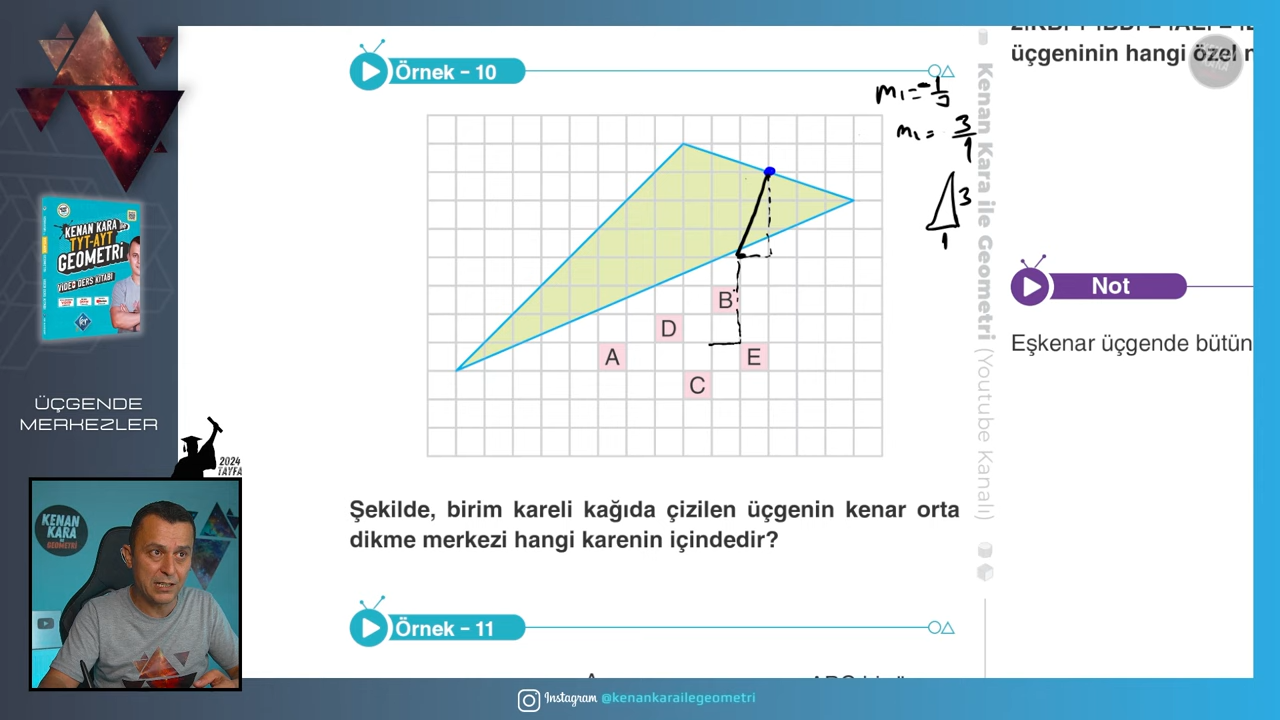 Örnek - 10
m₁=-1/3
m₂= 3/1
3
1
B
D
A
E
C
Şekilde, birim kareli kağıda çizilen üçgenin kenar orta
dikme merkezi hangi karenin içindedir?
Örnek - 11
üçgeninin hangi özel n
Not
Eşkenar üçgende bütün
Kenan Kara ile Geometri (Youtube Kanalı)
KENAN KARA ile
TYT-AYT
GEOMETRİ
VİDEO DERS KİTABI
ÜÇGENDE
MERKEZLER
2024
TAYFA
KENAN
KARA
GEOMETRİ
Instagram @kenankarailegeometri